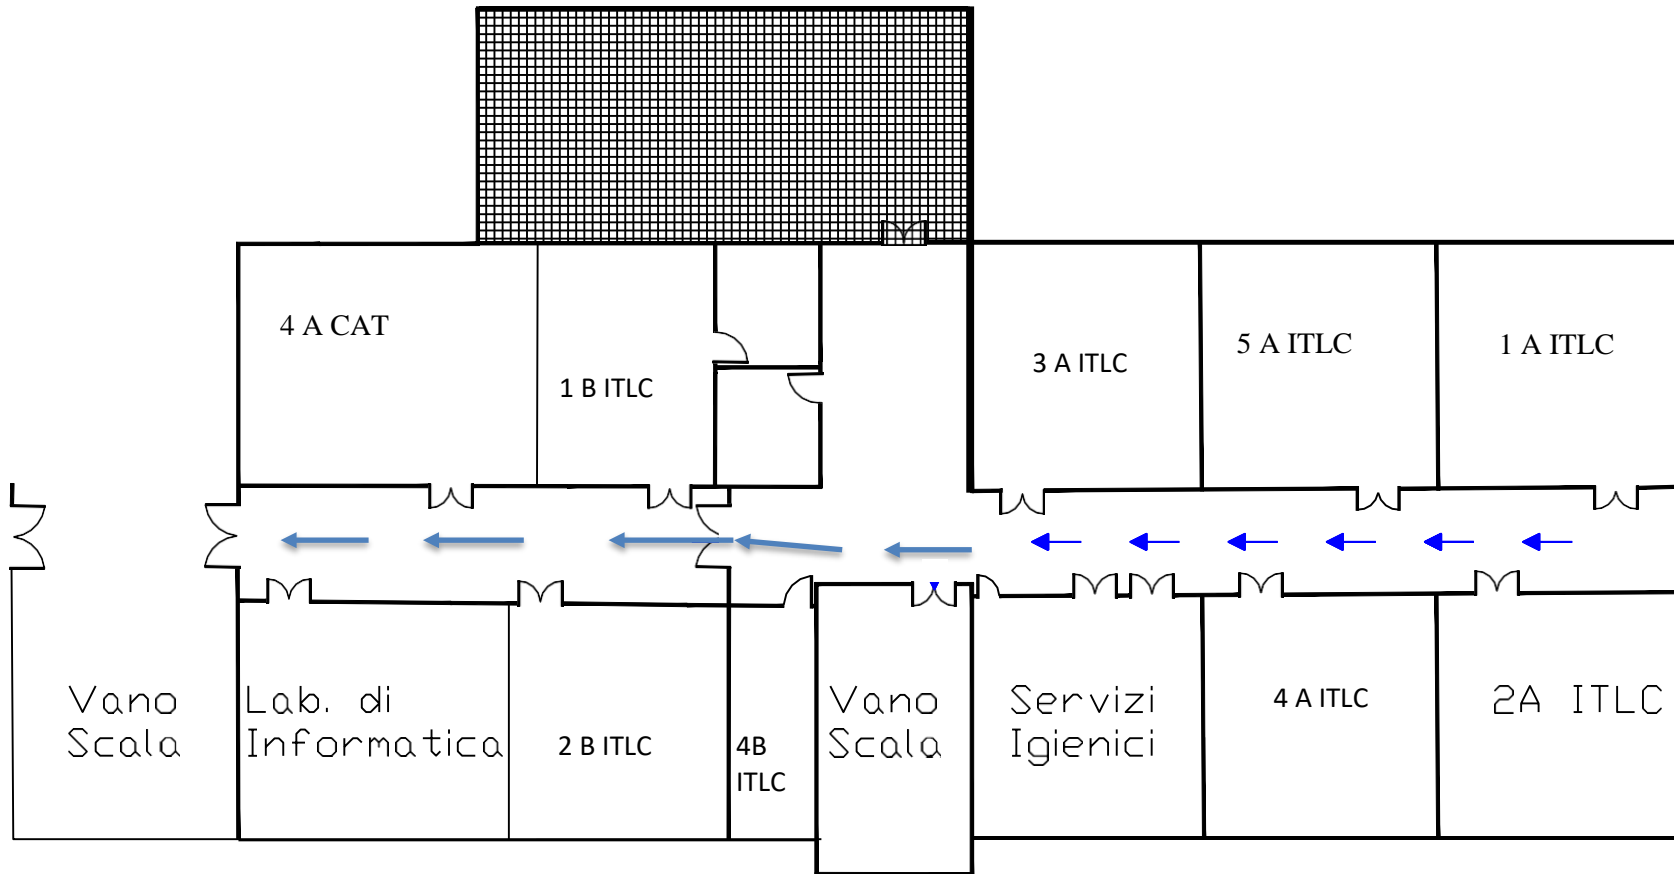 4 A CAT
1 B ITLC
3 A ITLC
5 A ITLC
1 A ITLC
Vano
Scala
Lab. di
Informatica
2 B ITLC
4B
ITLC
Vano
Scala
Servizi
Igienici
4 A ITLC
2A ITLC